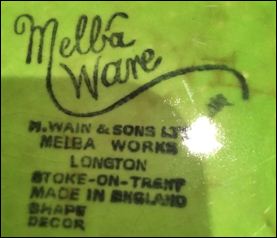 Melba
Ware
H. WAIN & SONS LTD
MELBA WORKS
LONGTON
STOKE-ON-TRENT
MADE IN ENGLAND
SHAPE
DECOR